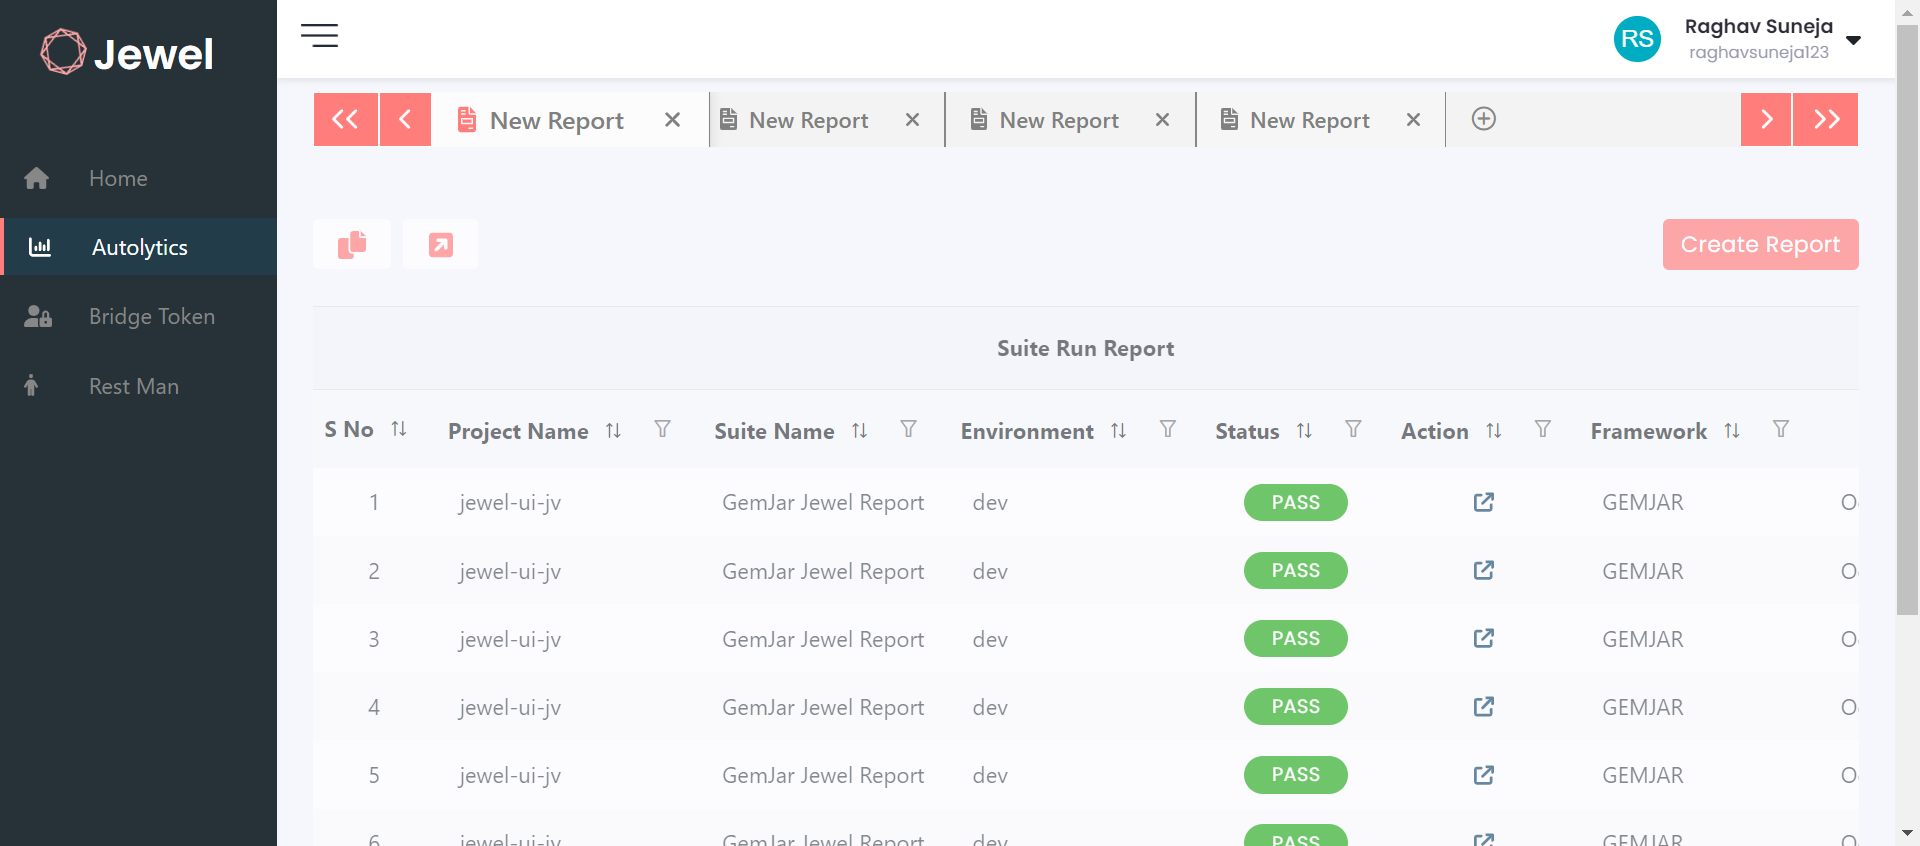 Jewel
RS
Raghav Suneja
raghavsuneja123
New Report
New Report
New Report
New Report
Home
Autolytics
Bridge Token
Rest Man
Create Report
Suite Run Report
S No Project Name Suite Name Environment Status Action Framework
1 jewel-ui-jv GemJar Jewel Report dev PASS GEMJAR
2 jewel-ui-jv GemJar Jewel Report dev PASS GEMJAR
3 jewel-ui-jv GemJar Jewel Report dev PASS GEMJAR
4 jewel-ui-jv GemJar Jewel Report dev PASS GEMJAR
5 jewel-ui-jv GemJar Jewel Report dev PASS GEMJAR
6 jewel-ui-jv GemJar Jewel Report dev PASS GEMJAR